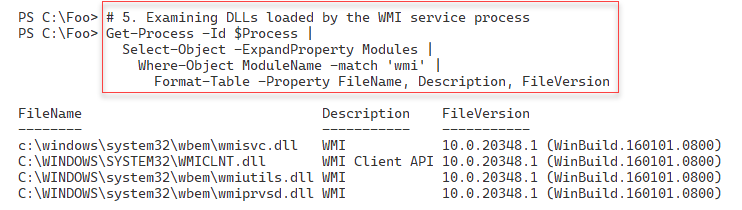 PS C:\Foo> # 5. Examining DLLs loaded by the WMI service process
PS C:\Foo> Get-Process -Id $Process |
Select-Object -ExpandProperty Modules |
Where-Object ModuleName -match 'wmi' |
Format-Table -Property FileName, Description, FileVersion
FileName Description FileVersion
-------- ----------- -----------
c:\windows\system32\wbem\wmisvc.dll WMI 10.0.20348.1 (WinBuild.160101.0800)
C:\WINDOWS\SYSTEM32\WMICLNT.dll WMI Client API 10.0.20348.1 (WinBuild.160101.0800)
C:\Windows\system32\wbem\wmiutils.dll WMI 10.0.20348.1 (WinBuild.160101.0800)
C:\Windows\system32\wbem\wmiprvsd.dll WMI 10.0.20348.1 (WinBuild.160101.0800)